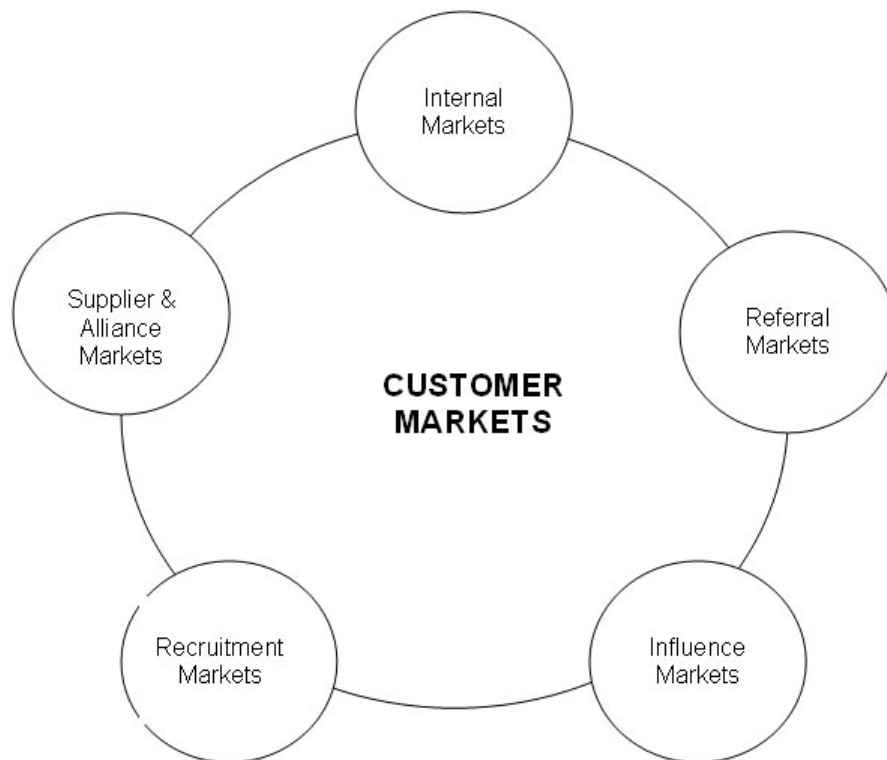 Internal
Markets
Supplier &
Alliance
Markets
Referral
Markets
CUSTOMER
MARKETS
Recruitment
Markets
Influence
Markets